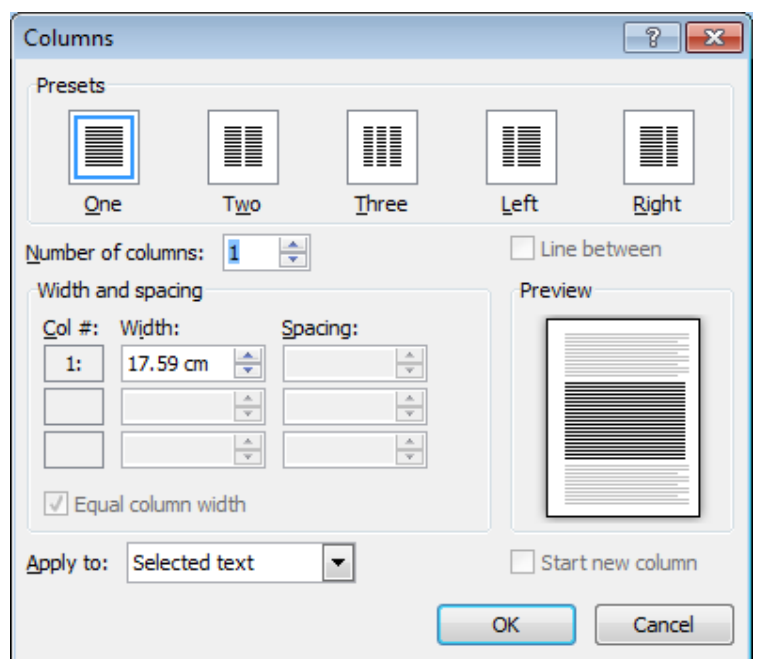 Columns
Presets
One Two Three Left Right
Number of columns: 1 Line between
Width and spacing Preview
Col #: Width: Spacing:
1: 17.59 cm
Equal column width
Apply to: Selected text Start new column
OK Cancel